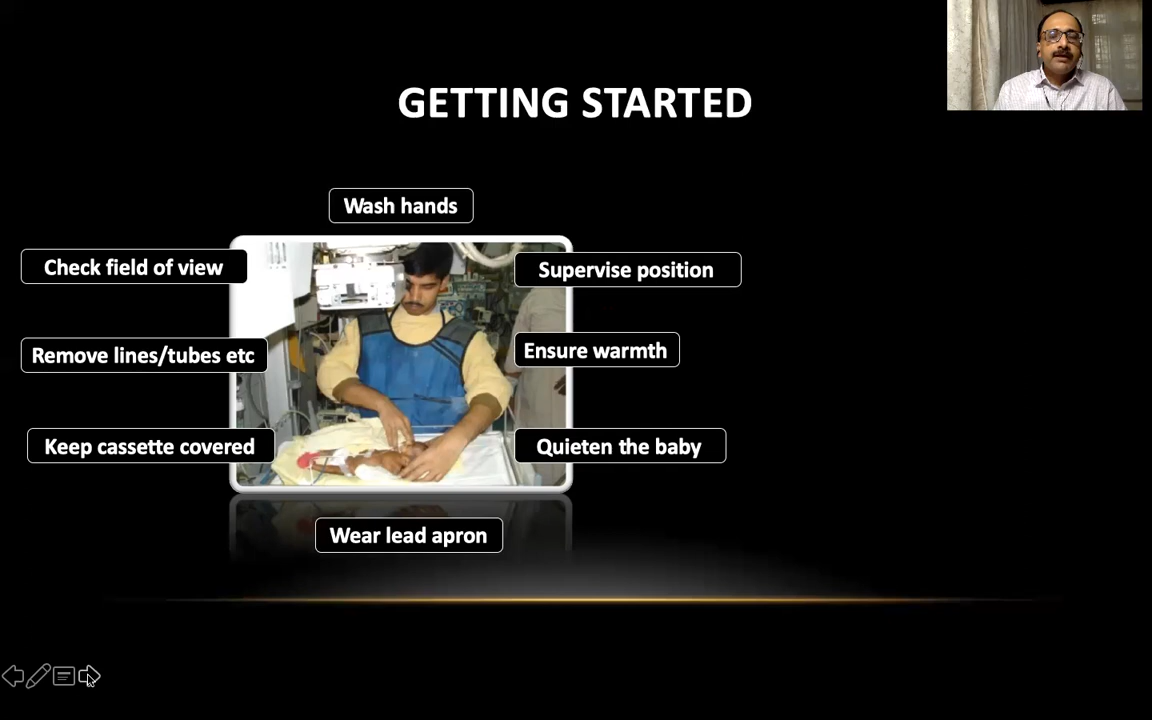 GETTING STARTED
Wash hands
Check field of view
Supervise position
Remove lines/tubes etc
Ensure warmth
Keep cassette covered
Quieten the baby
Wear lead apron